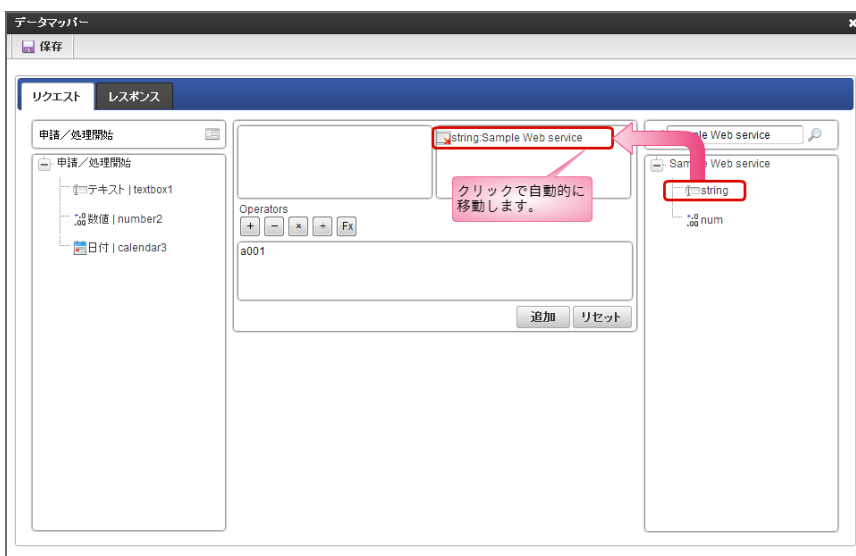 データマッパー
保存
リクエスト
レスポンス
申請／処理開始
申請／処理開始
テキスト | textbox1
数値 | number2
日付 | calendar3
string:Sample Web service
クリックで自動的に
移動します。
Operators
+ − × ÷ Fx
a001
追加
リセット
Web service
Web service
string
num